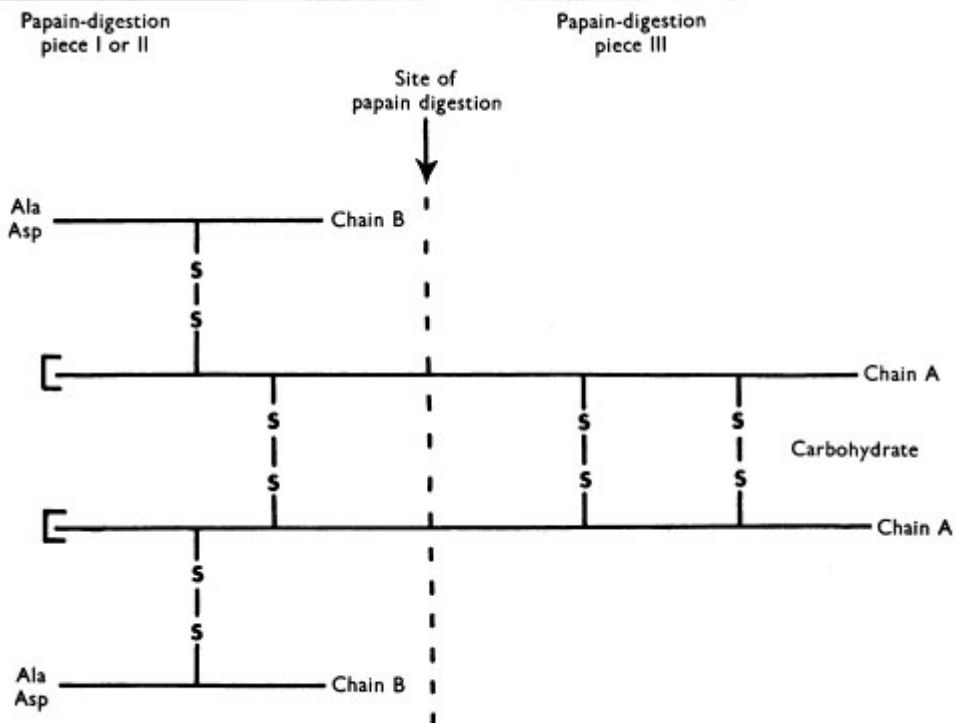 Papain-digestion
piece I or II
Papain-digestion
piece III
Site of
papain digestion
Ala
Asp
Chain B
S
S
Chain A
S
S
S
S
S
S
Carbohydrate
Chain A
S
S
Ala
Asp
Chain B